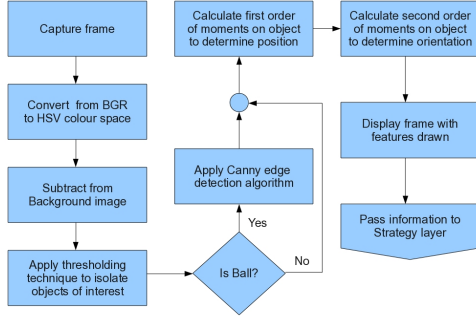 Capture frame
Convert from BGR
to HSV colour space
Subtract from
Background image
Apply thresholding
technique to isolate
objects of interest
Is Ball?
Yes
No
Apply Canny edge
detection algorithm
Calculate first order
of moments on object
to determine position
Calculate second order
of moments on object
to determine orientation
Display frame with
features drawn
Pass information to
Strategy layer